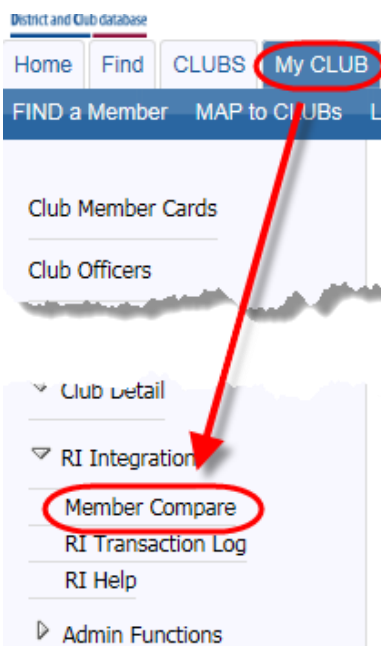 District and Club database
Home Find CLUBS My CLUB
FIND a Member MAP to CLUBs L
Club Member Cards
Club Officers
Club Detail
RI Integration
Member Compare
RI Transaction Log
RI Help
Admin Functions